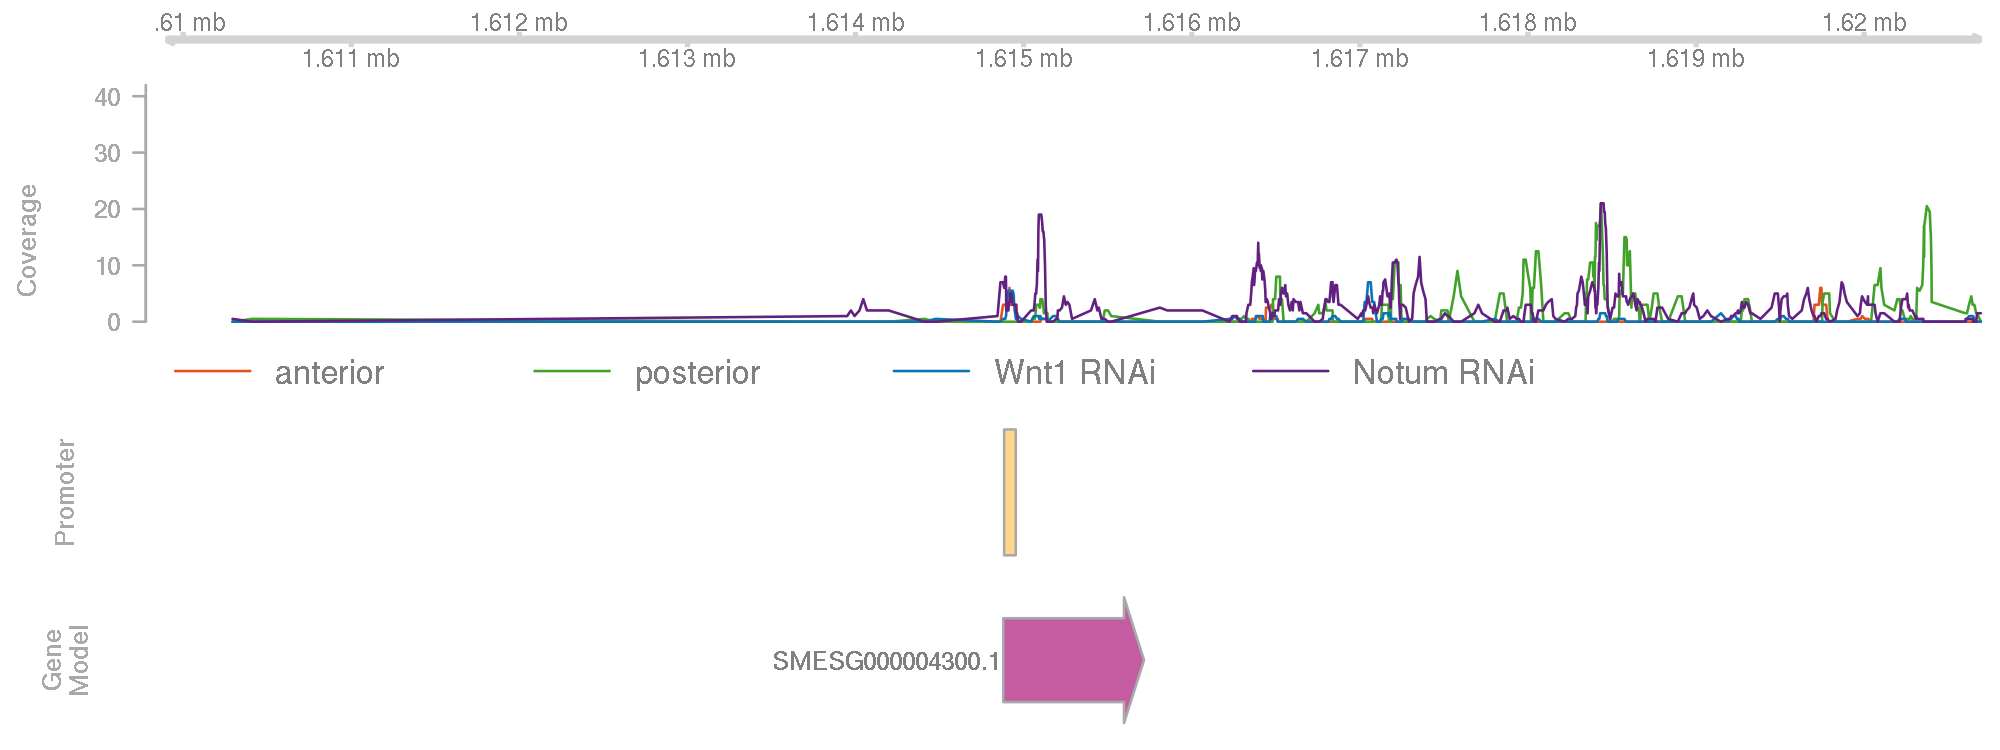 .61 mb 1.612 mb 1.614 mb 1.616 mb 1.618 mb 1.62 mb
1.611 mb 1.613 mb 1.615 mb 1.617 mb 1.619 mb
40
30
20
10
0
Coverage
anterior posterior Wnt1 RNAi Notum RNAi
Promoter
Gene
Model
SMESG000004300.1